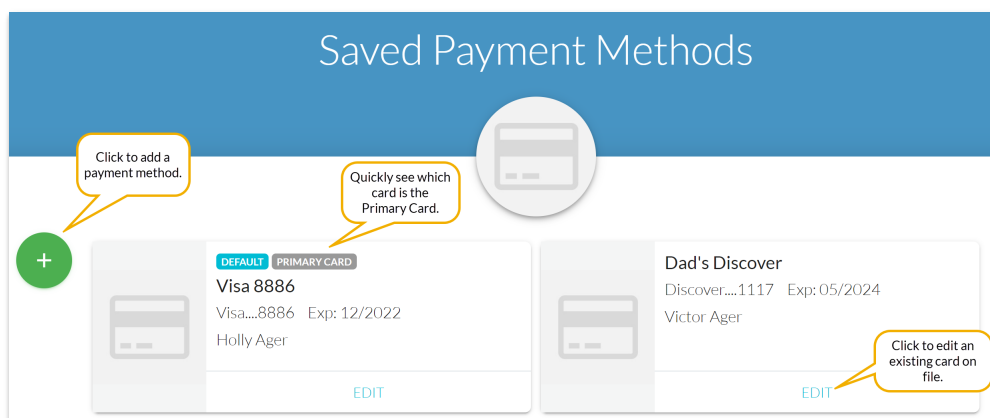 Saved Payment Methods
Click to add a
payment method.
Quickly see which
card is the
Primary Card.
+
DEFAULT PRIMARY CARD
Visa 8886
Visa....8886 Exp: 12/2022
Holly Ager
EDIT
Dad's Discover
Discover....1117 Exp: 05/2024
Victor Ager
Click to edit an
existing card on
file.
EDIT